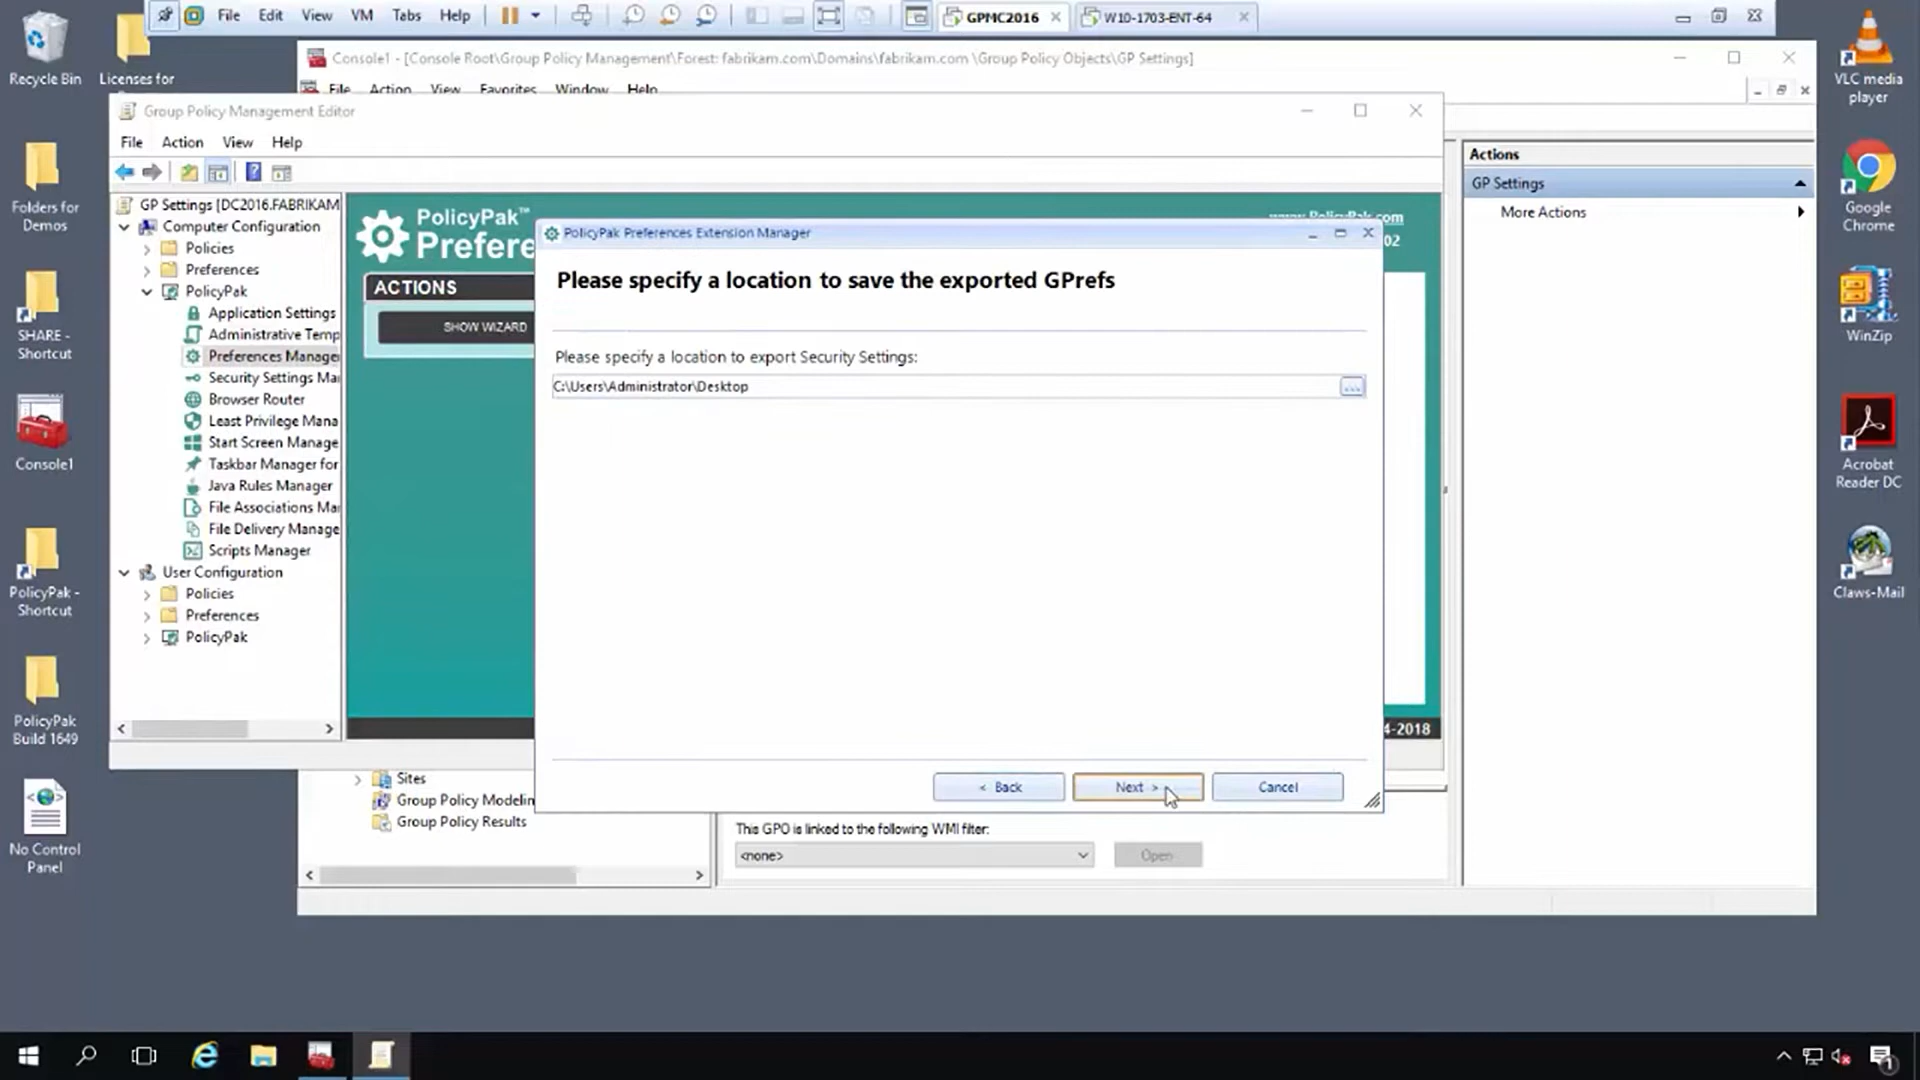 File Edit View VM Tabs Help
GPMC2016
W10-1703-ENT-64
Recycle Bin
Licenses for
Folders for
Demos
SHARE -
Shortcut
Console1
PolicyPak -
Shortcut
PolicyPak
Build 1649
No Control
Panel
Console1 - [Console Root\Group Policy Management\Forest: fabrikam.com\Domains\fabrikam.com \Group Policy Objects\GP Settings]
File Action View Favorites Window Help
Group Policy Management Editor
File Action View Help
GP Settings [DC2016.FABRIKAM
Computer Configuration
Policies
Preferences
PolicyPak
Application Settings
Administrative Temp
Preferences Manage
Security Settings Ma
Browser Router
Least Privilege Mana
Start Screen Manage
Taskbar Manager for
Java Rules Manager
File Associations Ma
File Delivery Manage
Scripts Manager
User Configuration
Policies
Preferences
PolicyPak
PolicyPak™
Prefere
www.PolicyPak.com
02
ACTIONS
SHOW WIZARD
4-2018
PolicyPak Preferences Extension Manager
Please specify a location to save the exported GPrefs
Please specify a location to export Security Settings:
C:\Users\Administrator\Desktop
...
< Back
Next >
Cancel
Sites
Group Policy Modelin
Group Policy Results
This GPO is linked to the following WMI filter:
<none>
Open
Actions
GP Settings
More Actions
VLC media
player
Google
Chrome
WinZip
Acrobat
Reader DC
Claws-Mail
1